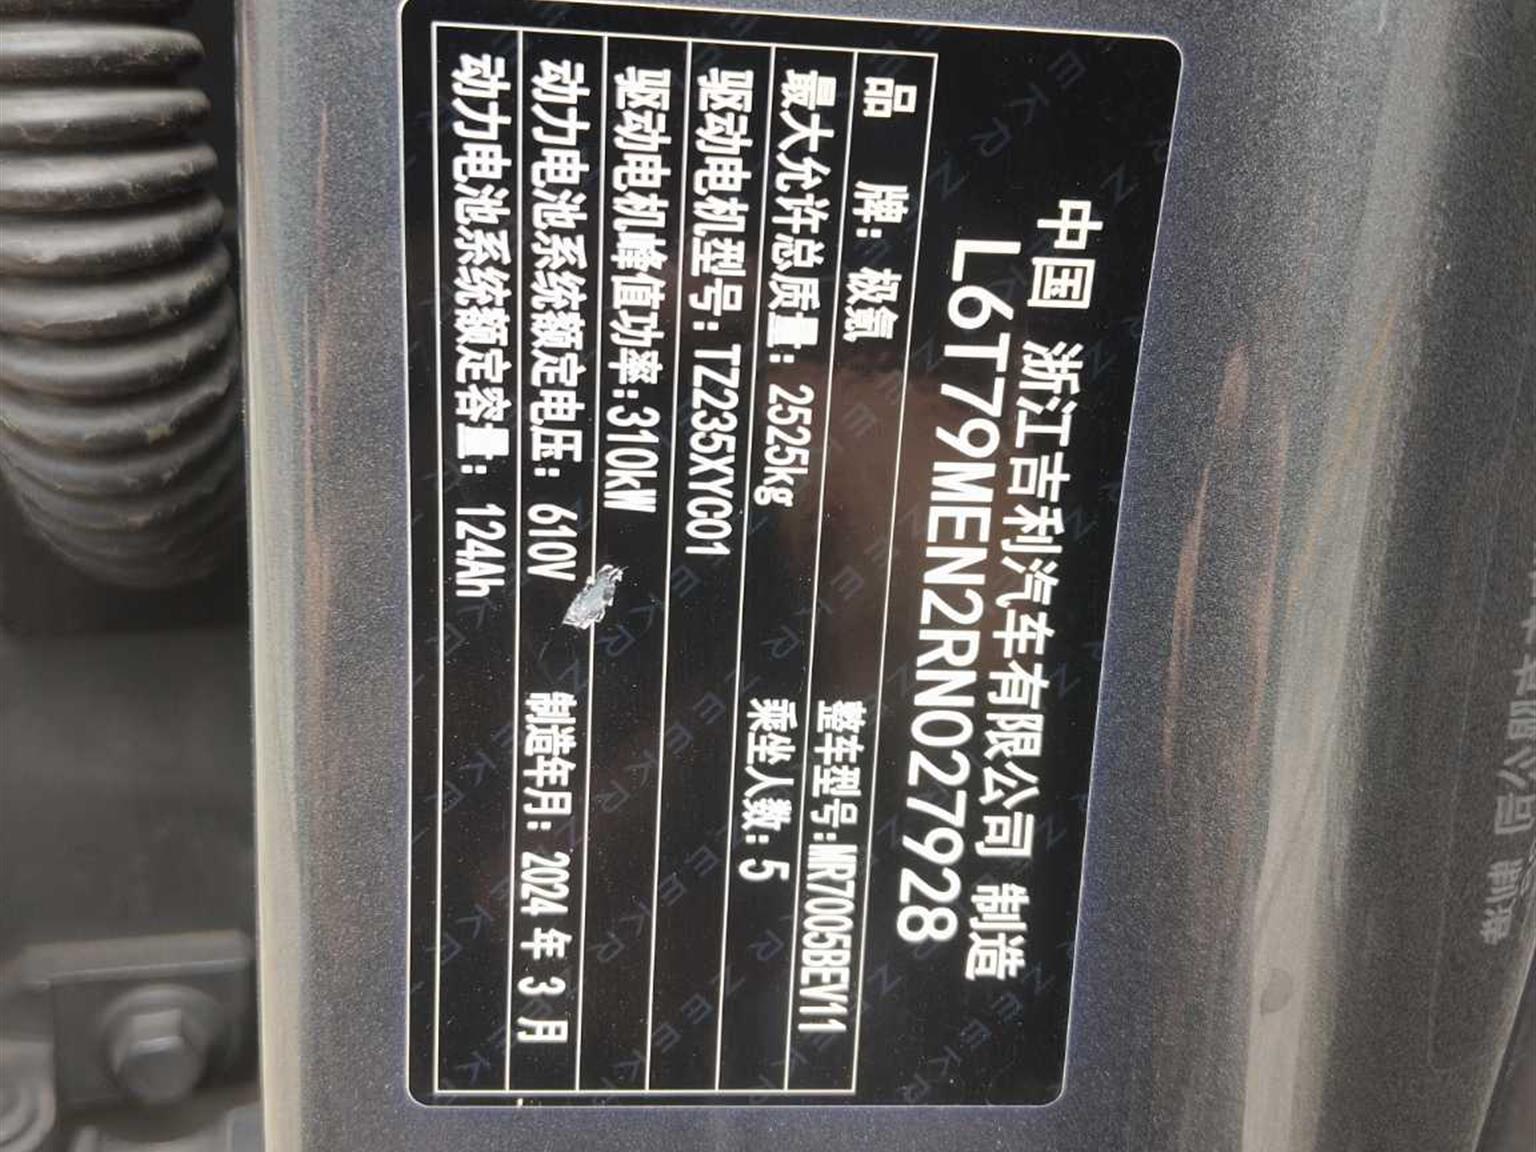 中国 浙江吉利汽车有限公司 制造
L6T79MEN2RN027928
品 牌: 极氪 整车型号:MR7005BEV11
最大允许总质量: 2525kg 乘坐人数: 5
驱动电机型号: TZ235XYC01
驱动电机峰值功率:310kW
动力电池系统额定电压: 610V 制造年月: 2024 年 3 月
动力电池系统额定容量: 124Ah